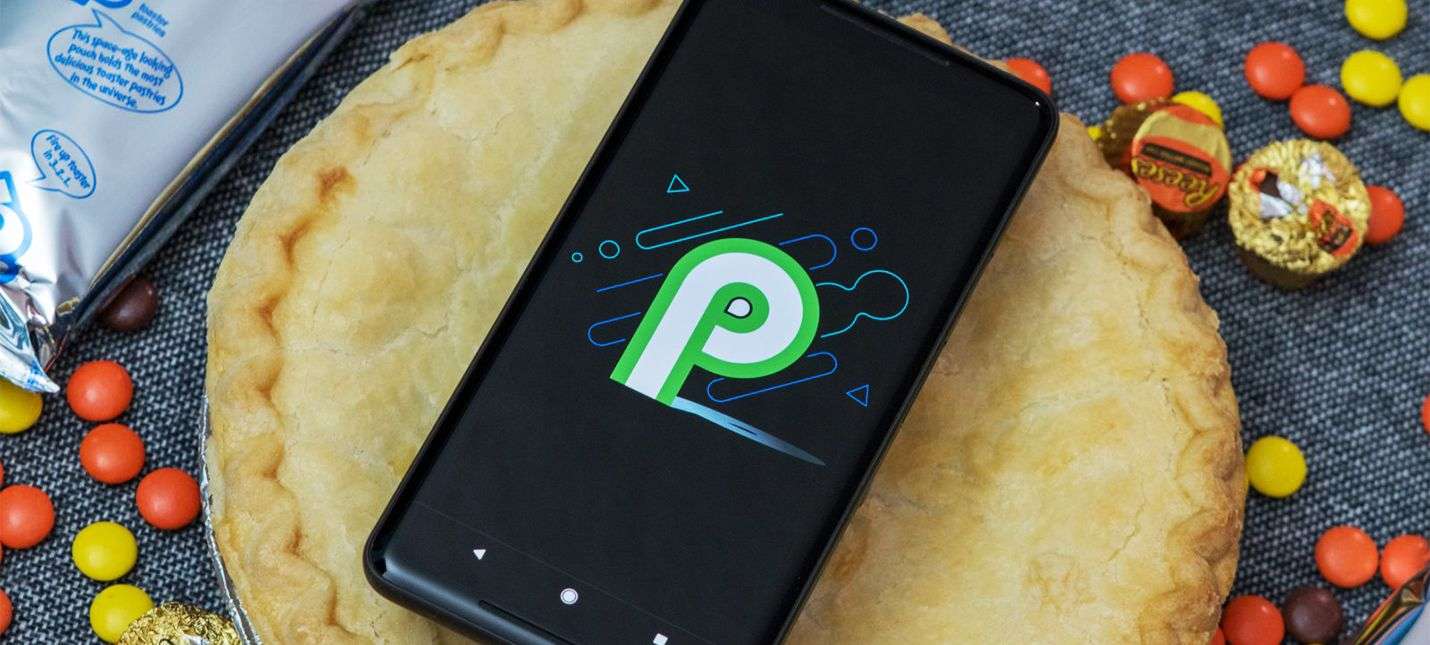 toaster
pastries
This space-age looking
pouch holds the most
delicious toaster pastries
in the universe.
Fire up toaster
in 3..2..1..
P
Reese's